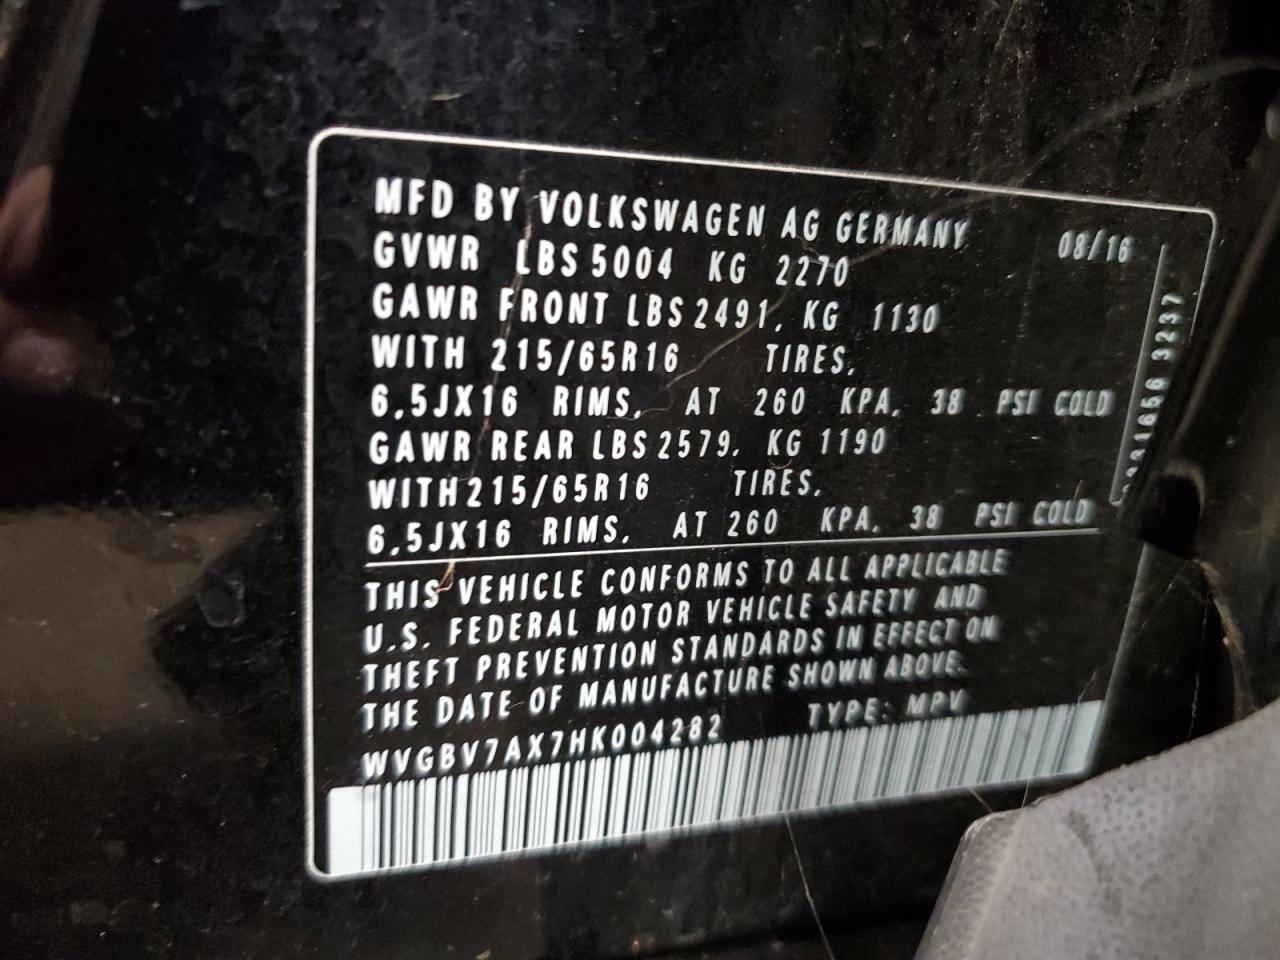 MFD BY VOLKSWAGEN AG GERMANY 08/16
GVWR LBS 5004 KG 2270
GAWR FRONT LBS 2491, KG 1130
WITH 215/65R16 TIRES,
6,5JX16 RIMS, AT 260 KPA, 38 PSI COLD
GAWR REAR LBS 2579, KG 1190
WITH 215/65R16 TIRES,
6,5JX16 RIMS, AT 260 KPA, 38 PSI COLD
THIS VEHICLE CONFORMS TO ALL APPLICABLE
U.S. FEDERAL MOTOR VEHICLE SAFETY AND
THEFT PREVENTION STANDARDS IN EFFECT ON
THE DATE OF MANUFACTURE SHOWN ABOVE.
WVGBV7AX7HK004282 TYPE: MPV
3237